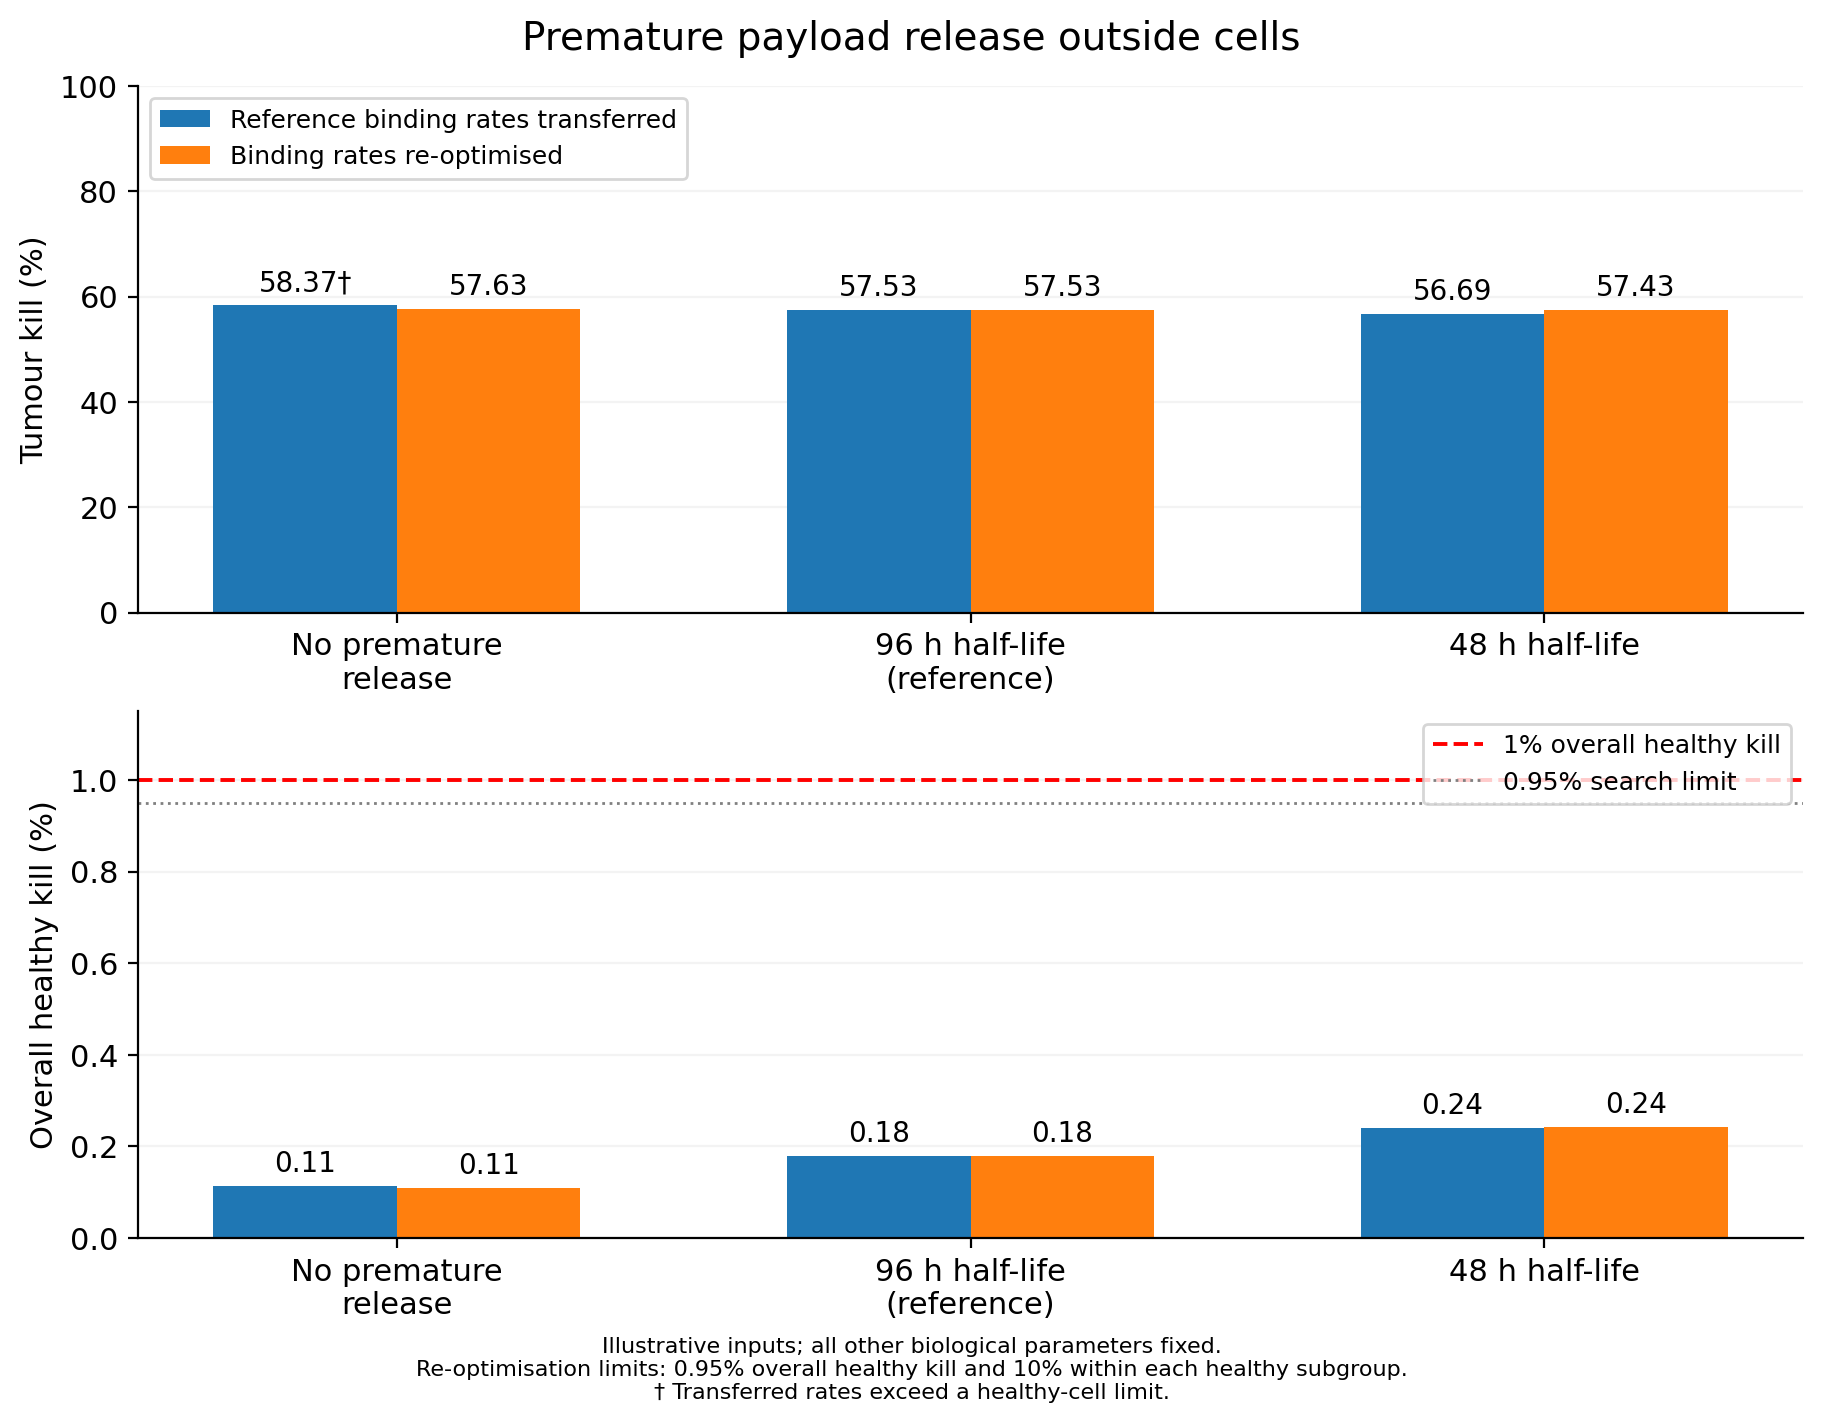 Premature payload release outside cells
100
80
60
40
20
0
Tumour kill (%)
Reference binding rates transferred
Binding rates re-optimised
58.37†
57.63
57.53
57.53
56.69
57.43
No premature
release
96 h half-life
(reference)
48 h half-life
1.0
0.8
0.6
0.4
0.2
0.0
Overall healthy kill (%)
1% overall healthy kill
0.95% search limit
0.11
0.11
0.18
0.18
0.24
0.24
No premature
release
96 h half-life
(reference)
48 h half-life
Illustrative inputs; all other biological parameters fixed.
Re-optimisation limits: 0.95% overall healthy kill and 10% within each healthy subgroup.
† Transferred rates exceed a healthy-cell limit.